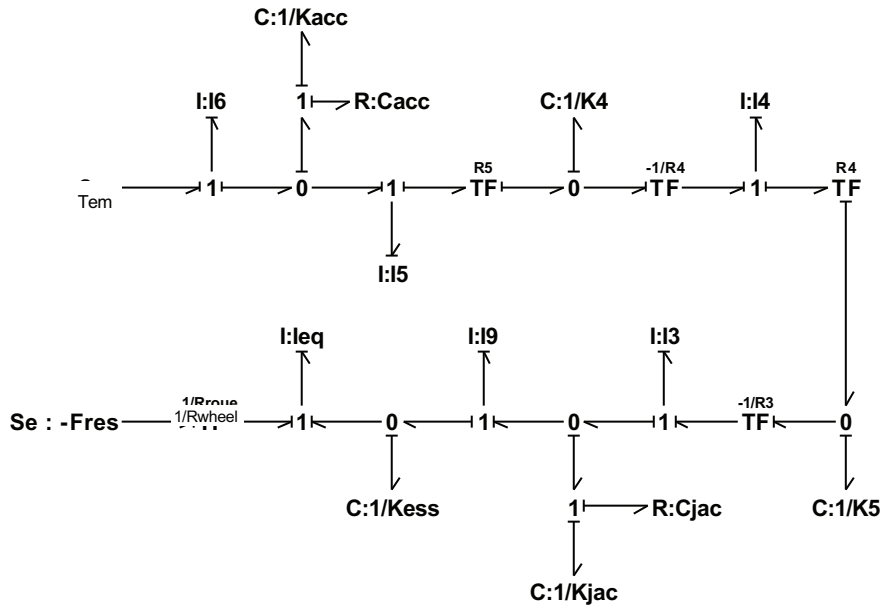 C:1/Kacc
I:I6 1 R:Cacc C:1/K4 I:I4
R5 -1/R4 R4
Tem 1 0 1 TF 0 TF 1 TF
I:I5
I:Ieq I:I9 I:I3
1/Rroue -1/R3
Se : -Fres 1/Rwheel 1 0 1 0 1 TF 0
C:1/Kess 1 R:Cjac C:1/K5
C:1/Kjac